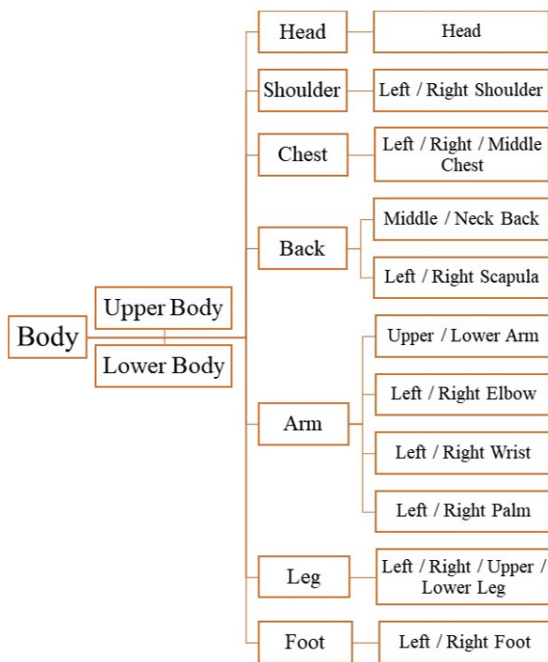 Head
Head
Shoulder
Left / Right Shoulder
Chest
Left / Right / Middle
Chest
Back
Middle / Neck Back
Left / Right Scapula
Body
Upper Body
Lower Body
Arm
Upper / Lower Arm
Left / Right Elbow
Left / Right Wrist
Left / Right Palm
Leg
Left / Right / Upper /
Lower Leg
Foot
Left / Right Foot